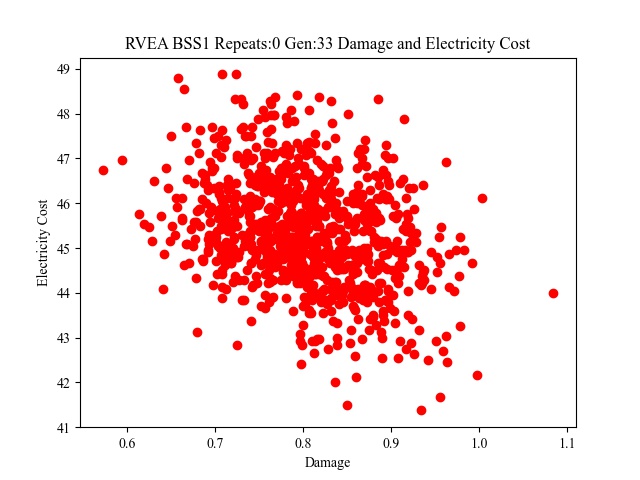 RVEA BSS1 Repeats:0 Gen:33 Damage and Electricity Cost
49
48
47
46
45
44
43
42
41
Electricity Cost
0.6 0.7 0.8 0.9 1.0 1.1
Damage